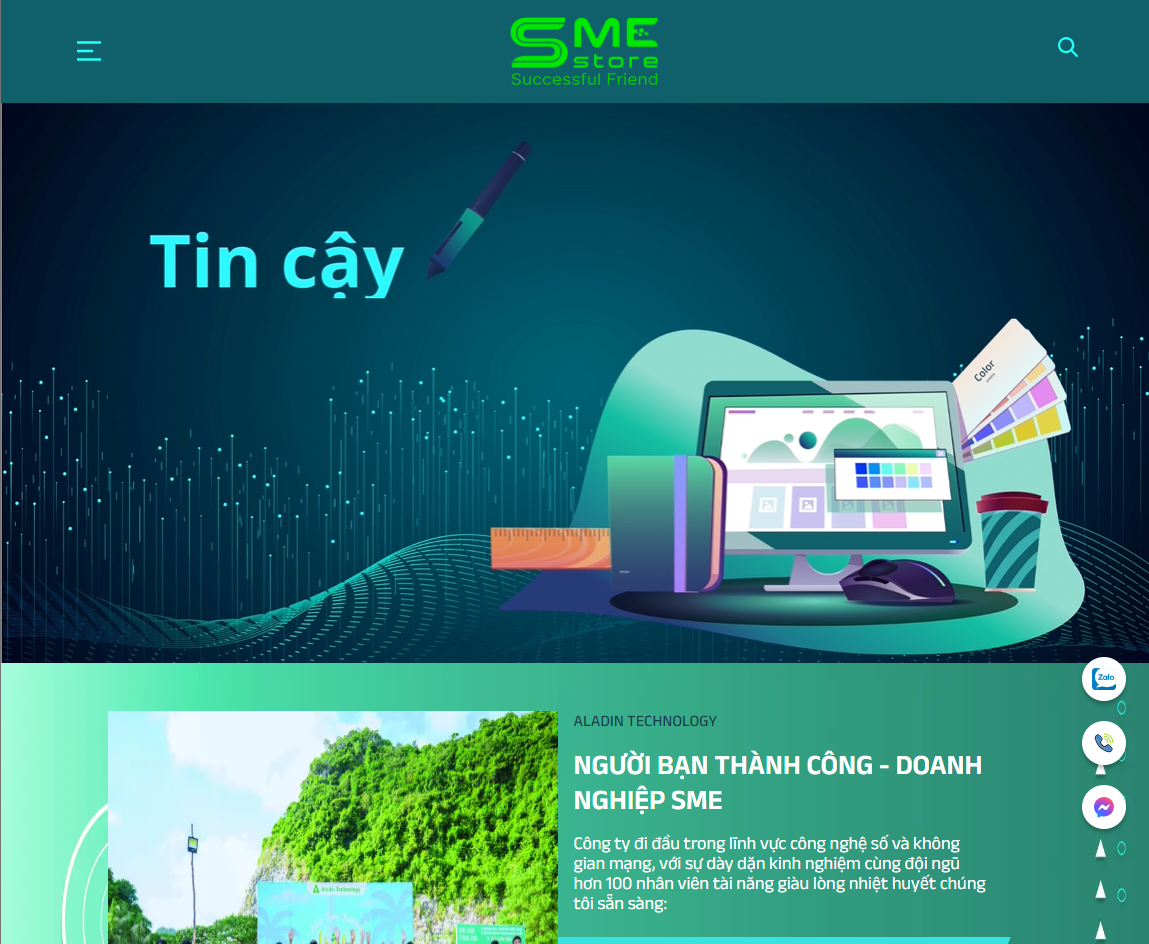 SME
store
Successful Friend
Tin cậy
Color
Zalo
ALADIN TECHNOLOGY
NGƯỜI BẠN THÀNH CÔNG - DOANH
NGHIỆP SME
Công ty đi đầu trong lĩnh vực công nghệ số và không
gian mạng, với sự dày dặn kinh nghiệm cùng đội ngũ
hơn 100 nhân viên tài năng giàu lòng nhiệt huyết chúng
tôi sẵn sàng:
Aladin Technology